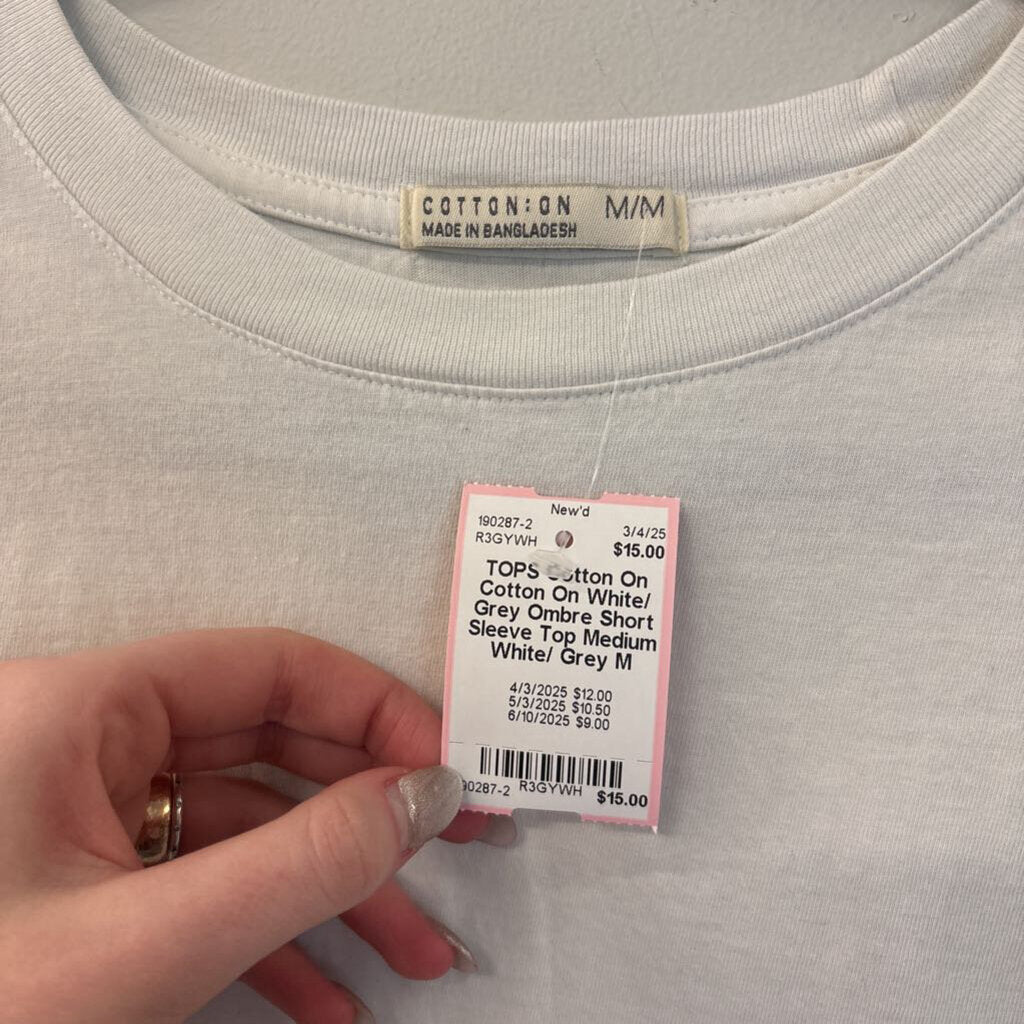 COTTON:ON M/M
MADE IN BANGLADESH
New'd
190287-2 3/4/25
R3GYWH $15.00
TOPS Cotton On
Cotton On White/
Grey Ombre Short
Sleeve Top Medium
White/ Grey M
4/3/2025 $12.00
5/3/2025 $10.50
6/10/2025 $9.00
90287-2 R3GYWH $15.00